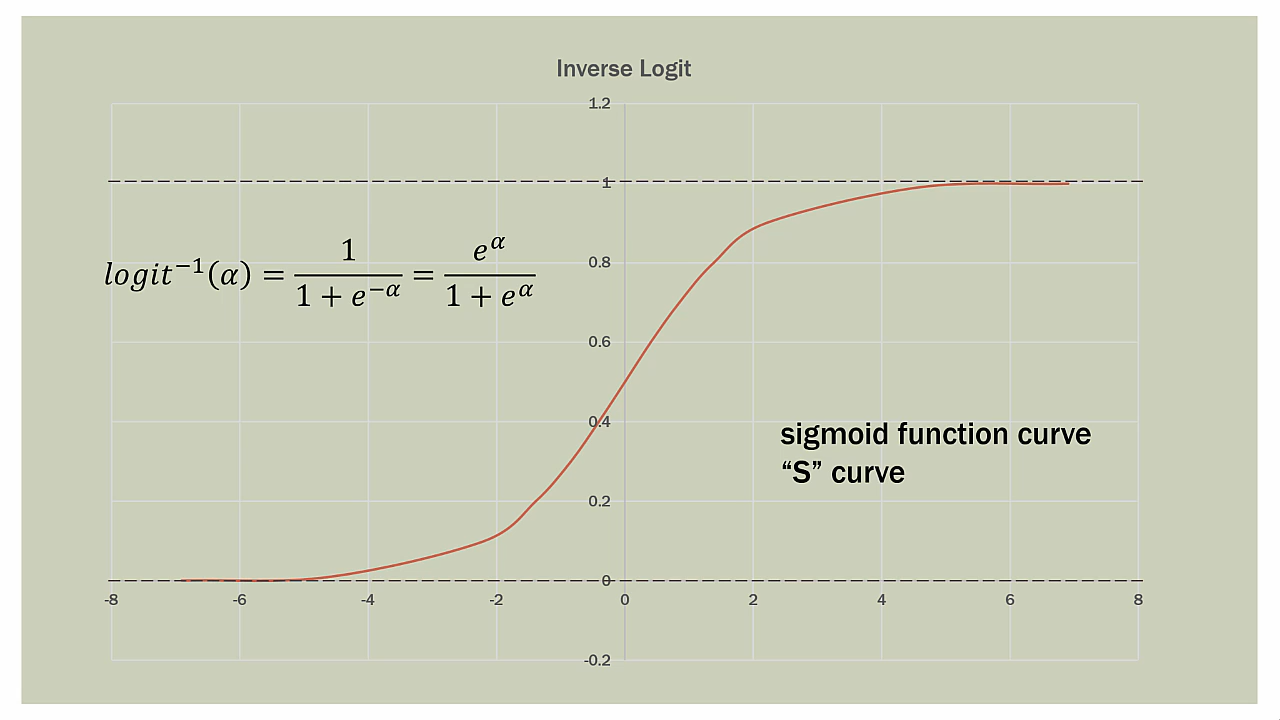 Inverse Logit
1.2
1
0.8
0.6
0.4
0.2
0
-0.2
-8 -6 -4 -2 0 2 4 6 8
logit⁻¹(α) = 1 / (1 + e^−α) = e^α / (1 + e^α)
sigmoid function curve
“S” curve